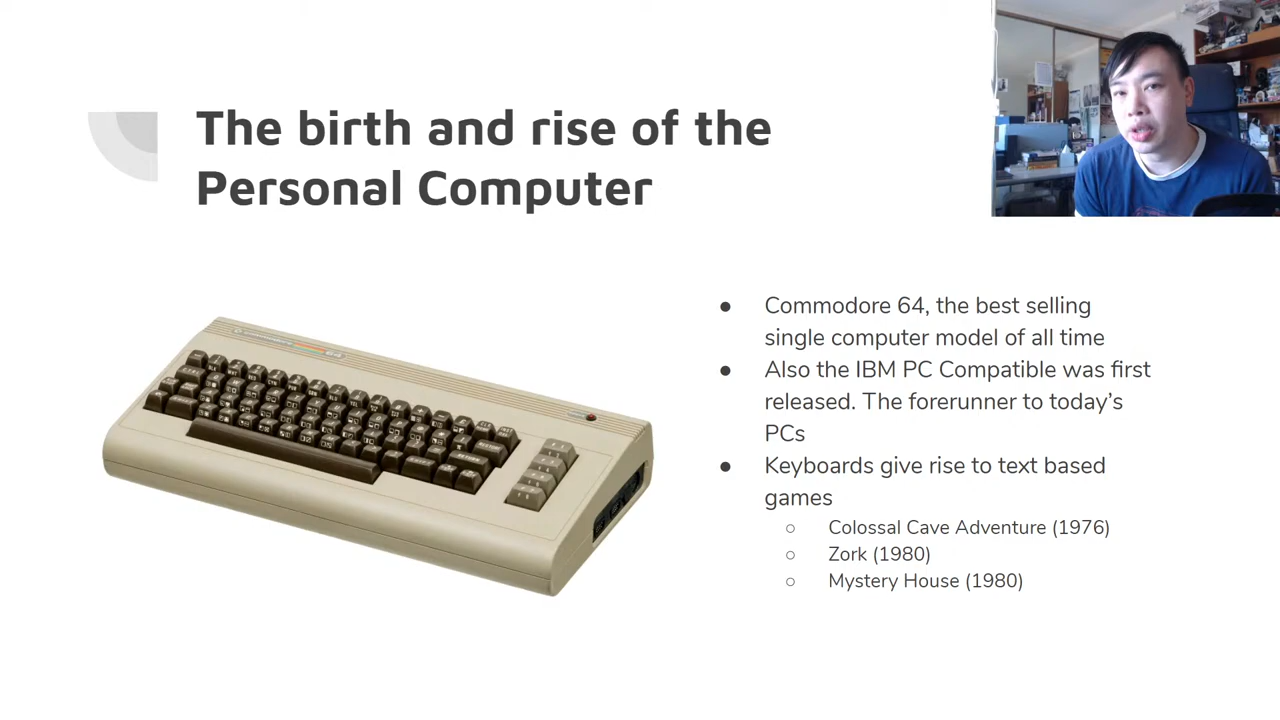 The birth and rise of the
Personal Computer
commodore 64
● Commodore 64, the best selling
single computer model of all time
● Also the IBM PC Compatible was first
released. The forerunner to today's
PCs
● Keyboards give rise to text based
games
○ Colossal Cave Adventure (1976)
○ Zork (1980)
○ Mystery House (1980)